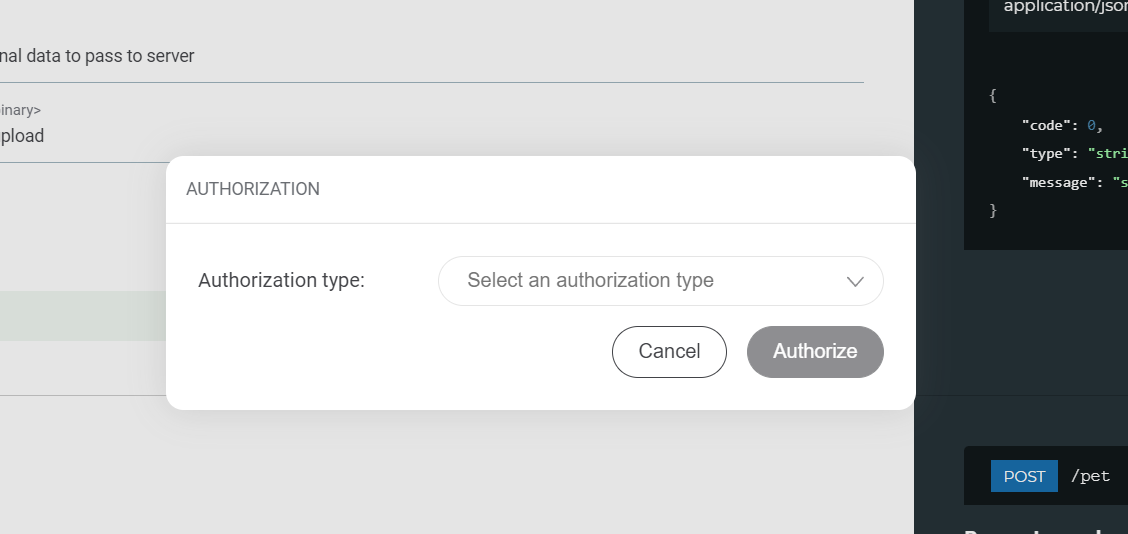 nal data to pass to server
inary>
pload
AUTHORIZATION
Authorization type:
Select an authorization type
Cancel
Authorize
application/json
{
"code": 0,
"type": "stri
"message": "s
}
POST /pet